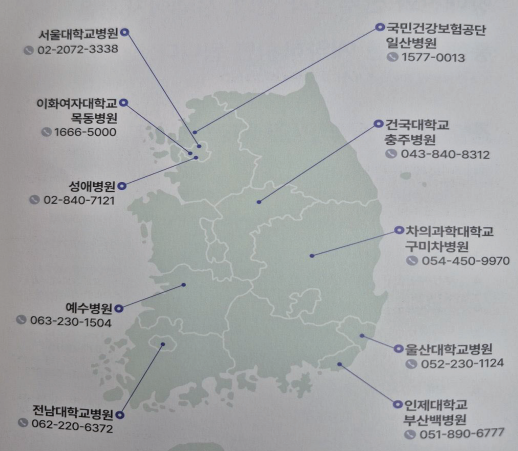 서울대학교병원
02-2072-3338
이화여자대학교
목동병원
1666-5000
성애병원
02-840-7121
예수병원
063-230-1504
전남대학교병원
062-220-6372
국민건강보험공단
일산병원
1577-0013
건국대학교
충주병원
043-840-8312
차의과학대학교
구미차병원
054-450-9970
울산대학교병원
052-230-1124
인제대학교
부산백병원
051-890-6777